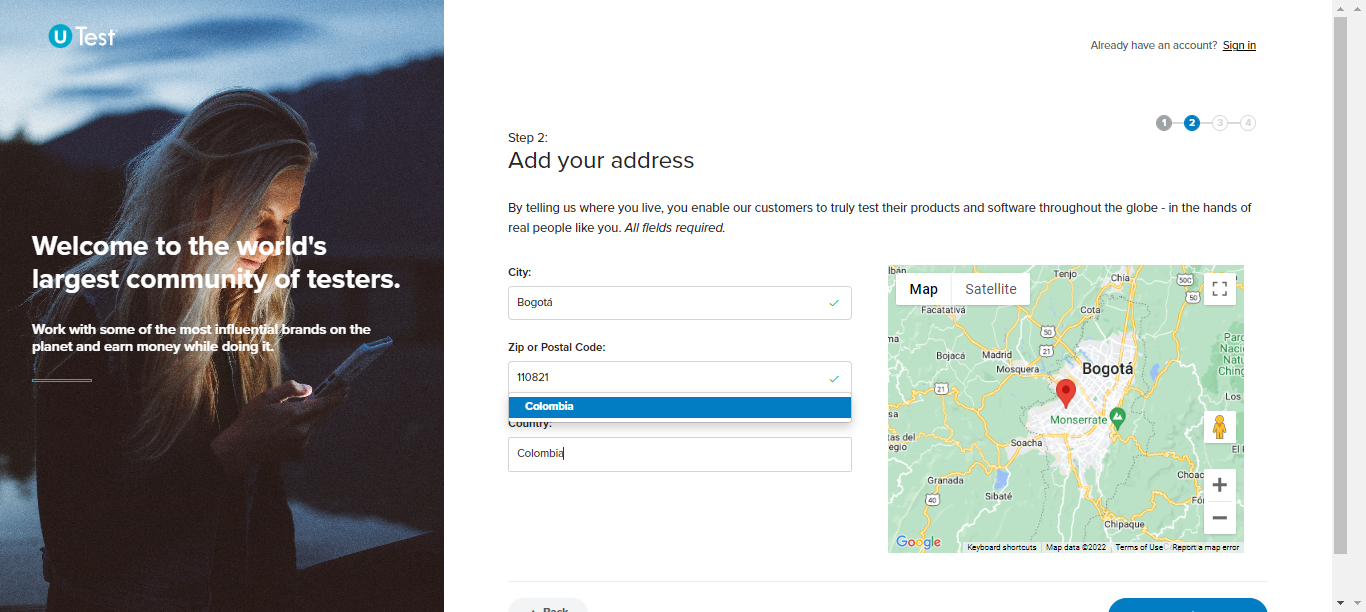 U Test
Already have an account? Sign in
1 2 3 4
Step 2:
Add your address
By telling us where you live, you enable our customers to truly test their products and software throughout the globe - in the hands of
real people like you. All fields required.
Welcome to the world's
largest community of testers.
Work with some of the most influential brands on the
planet and earn money while doing it.
City:
Bogotá
Zip or Postal Code:
110821
Colombia
Country:
Colombia
Map Satellite
Tenjo
Chía
50C
50
Facatativá
Cota
50
21
Bojacá
Madrid
Mosquera
Bogotá
21
Monserrate
Soacha
Granada
40
Sibaté
Chipaque
Google
Keyboard shortcuts Map data ©2022 Terms of Use Report a map error
Back